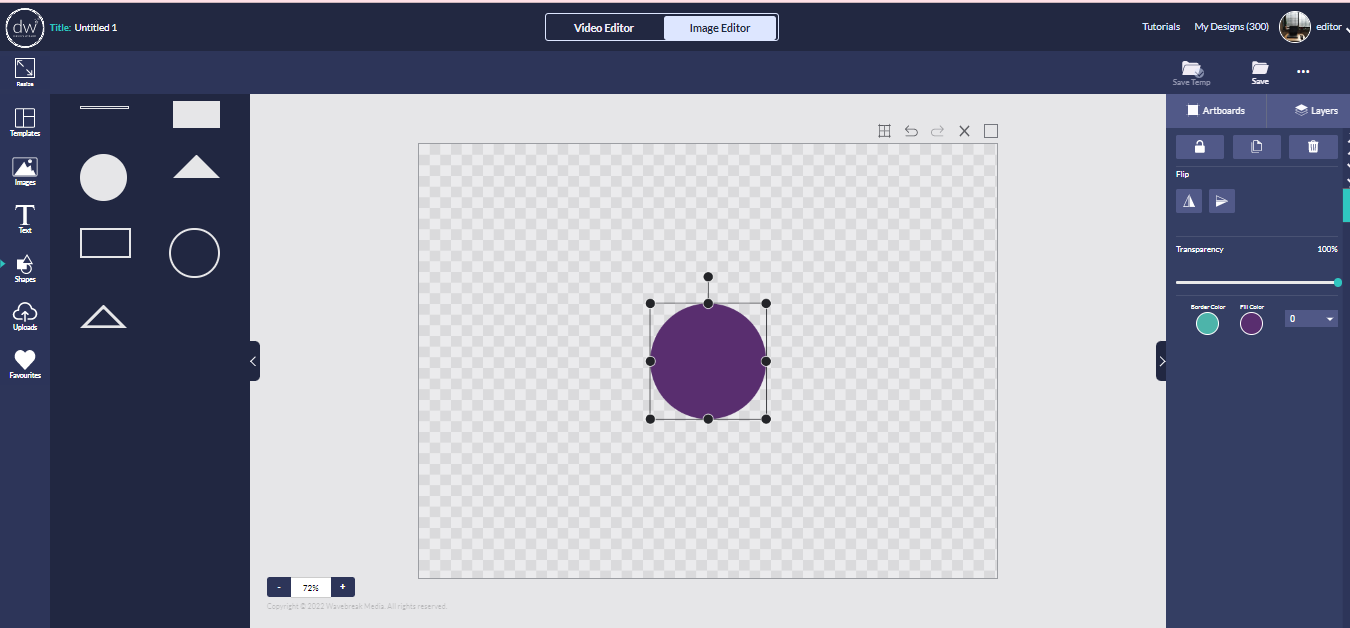 dw
Title: Untitled 1
Video Editor
Image Editor
Tutorials
My Designs (300)
editor
Resize
Save Temp
Save
Templates
Images
Text
Shapes
Uploads
Favourites
Artboards
Layers
Flip
Transparency
100%
Border Color
Fill Color
0
- 72% +
Copyright © 2022 Wavebreak Media. All rights reserved.